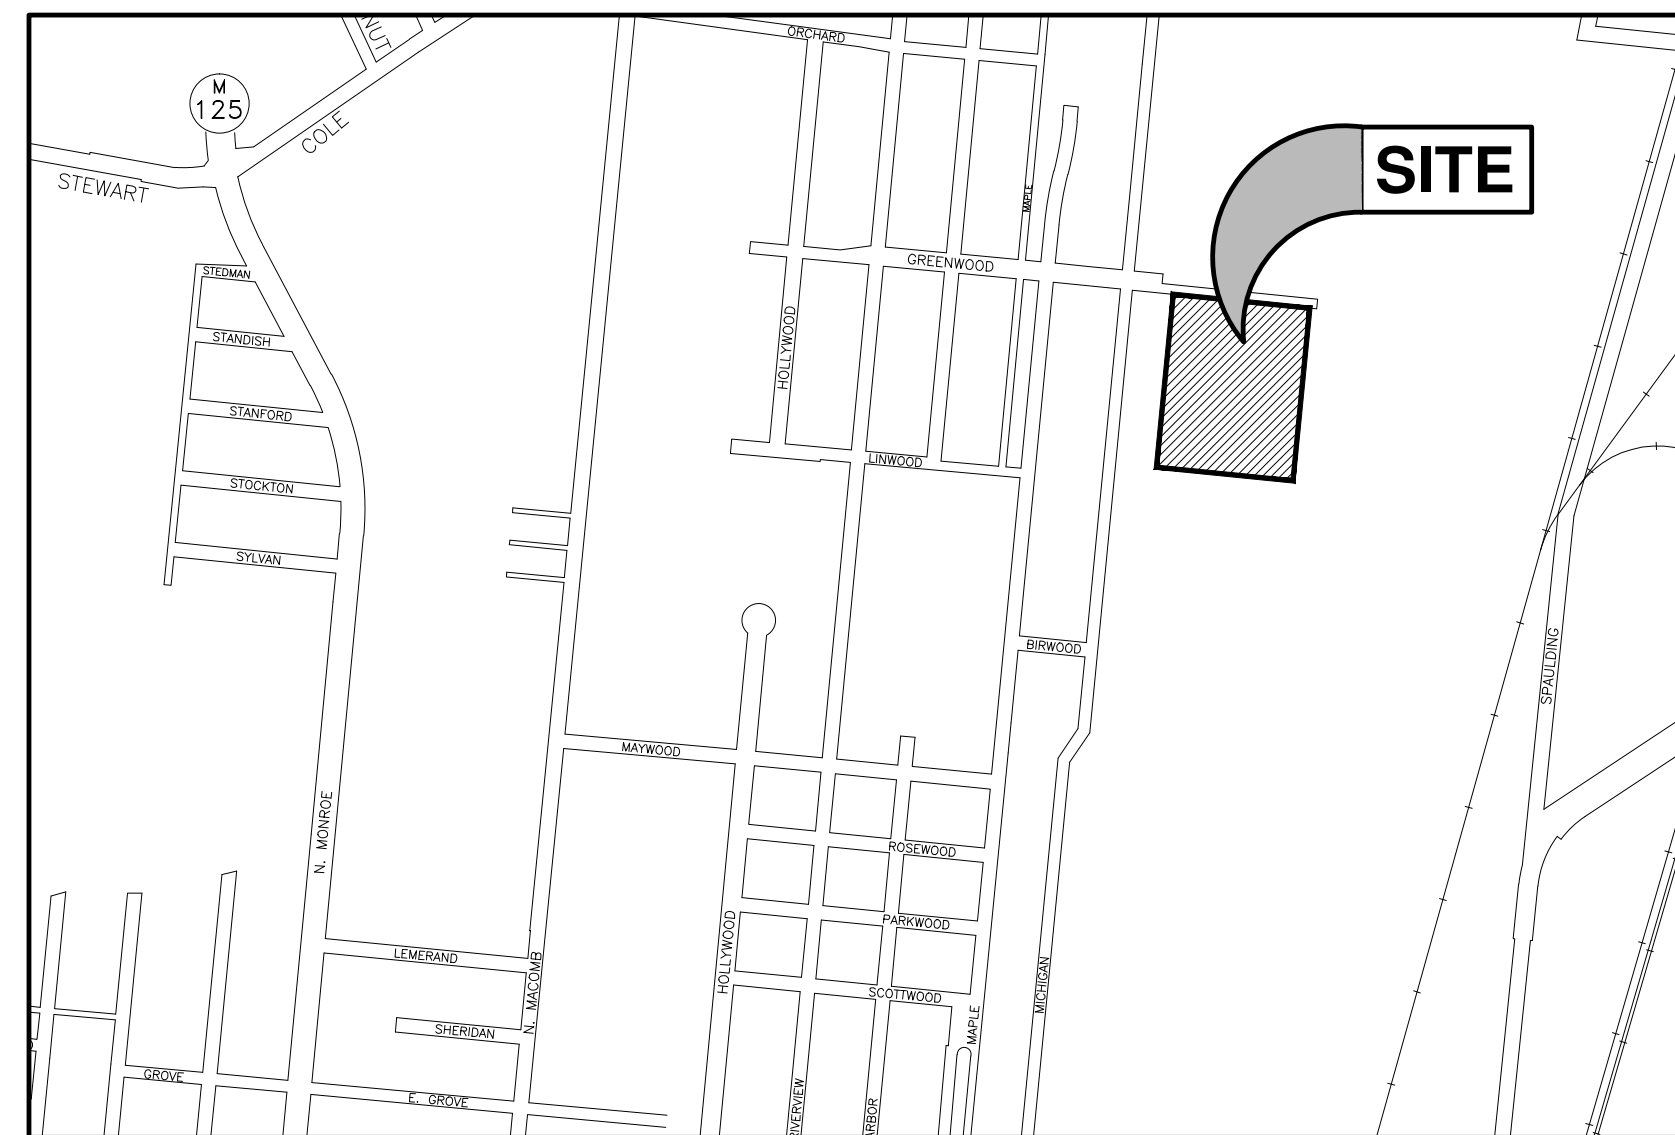 NUT
ORCHARD
M
125
COLE
STEWART
SITE
MAPLE
GREENWOOD
STEDMAN
HOLLYWOOD
STANDISH
STANFORD
LINWOOD
STOCKTON
SYLVAN
BIRWOOD
SPAULDING
MAYWOOD
N. MONROE
ROSEWOOD
PARKWOOD
HOLLYWOOD
LEMERAND
N. MACOMB
MICHIGAN
SCOTTWOOD
MAPLE
SHERIDAN
GROVE
E. GROVE
RIVERVIEW
ARBOR